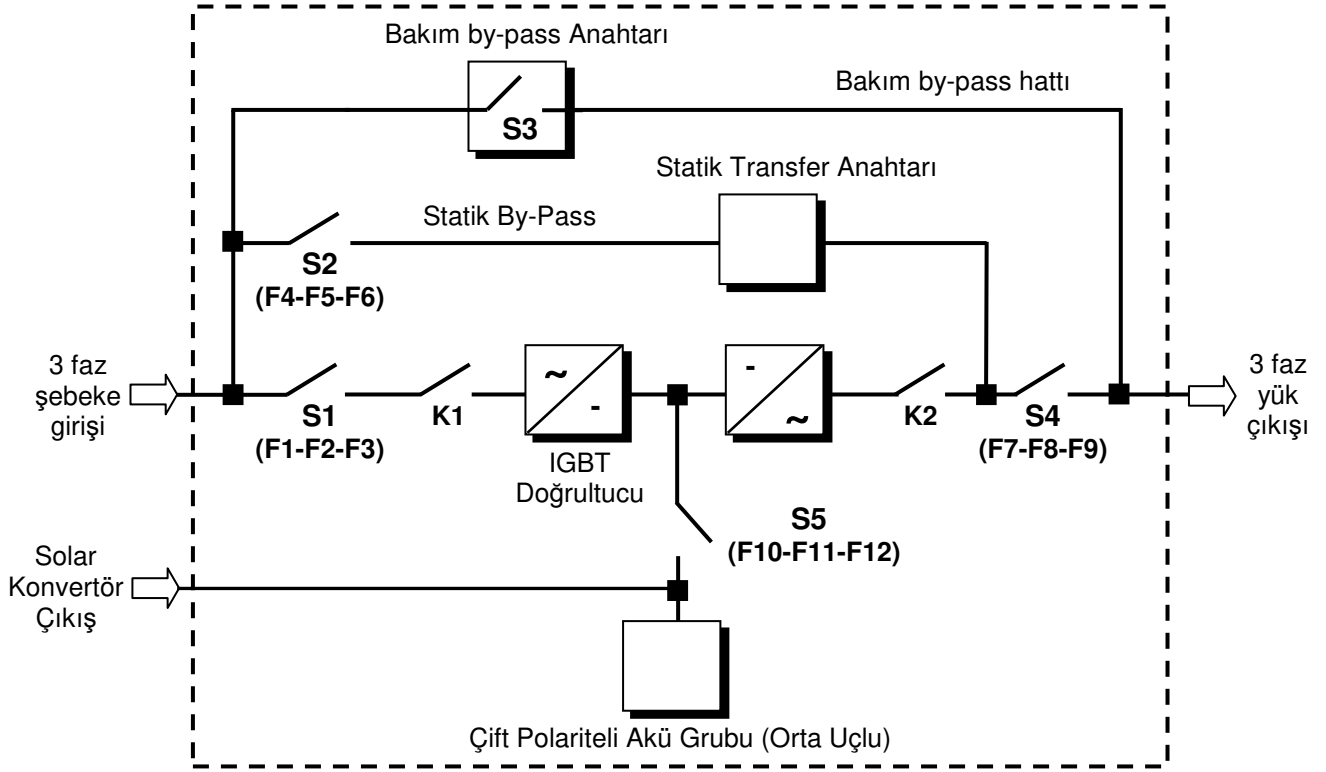 Bakım by-pass Anahtarı
Bakım by-pass hattı
S3
Statik Transfer Anahtarı
Statik By-Pass
S2
(F4-F5-F6)
3 faz
şebeke
girişi
~
-
-
~
3 faz
yük
çıkışı
S1
(F1-F2-F3)
K1
K2
S4
(F7-F8-F9)
IGBT
Doğrultucu
S5
(F10-F11-F12)
Solar
Konvertör
Çıkış
Çift Polariteli Akü Grubu (Orta Uçlu)